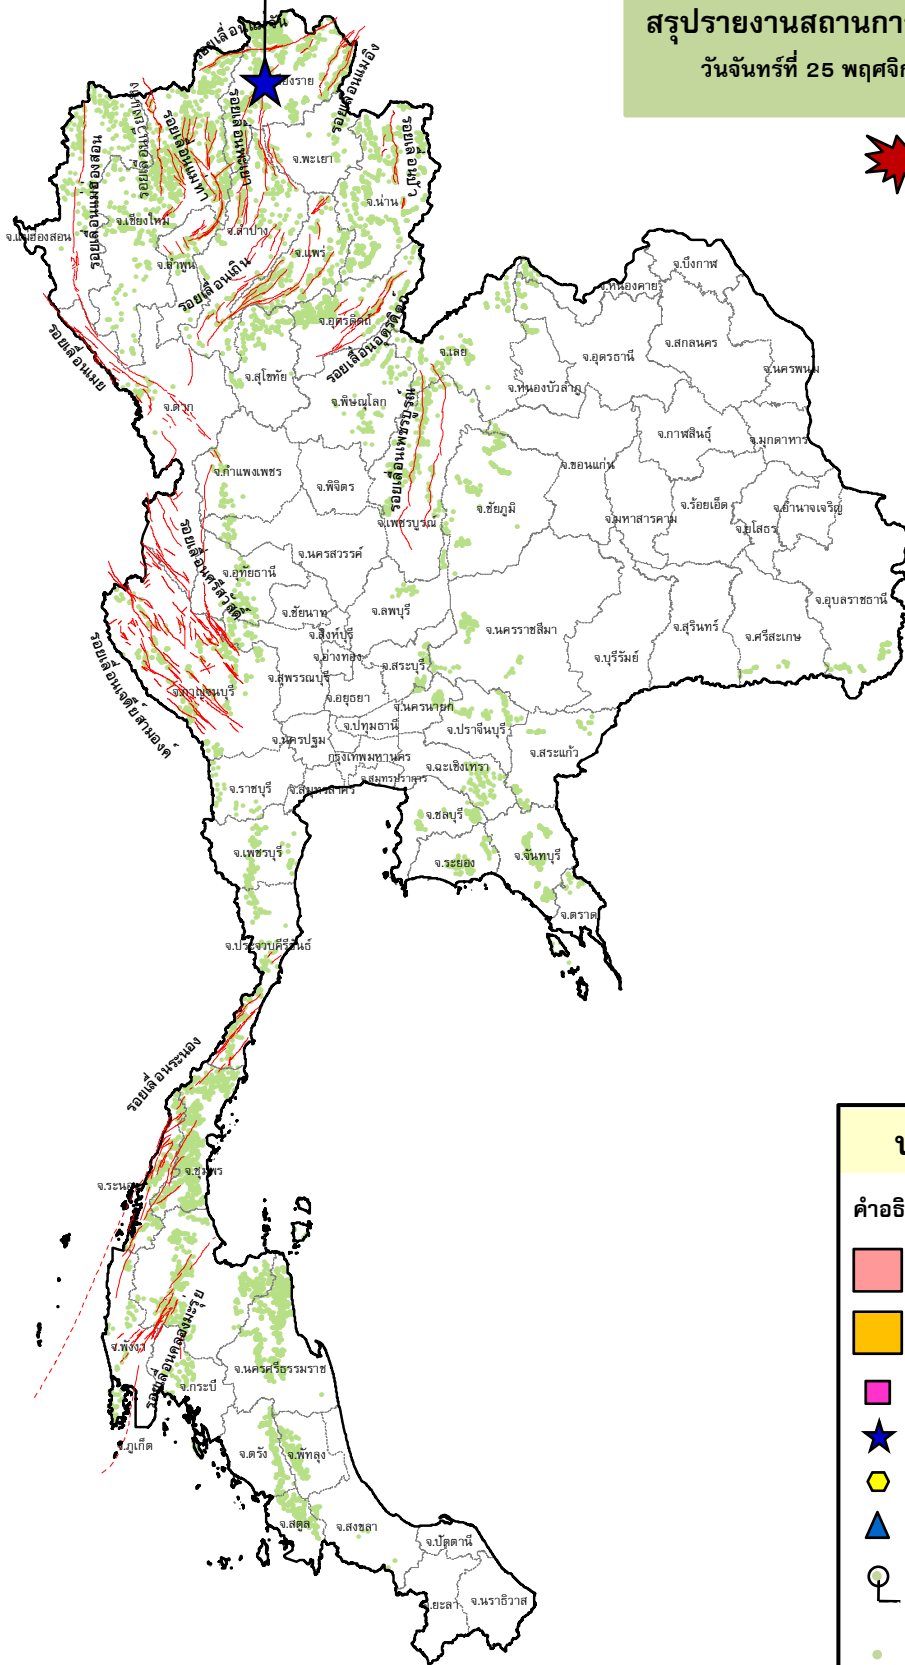 สรุปรายงานสถานกา
วันจันทร์ที่ 25 พฤศจิก
รอยเลื่อนแม่จัน
รอยเลื่อนแม่อิง
รอยเลื่อนแม่ฮ่องสอน
รอยเลื่อนแม่ทา
รอยเลื่อนพะเยา
รอยเลื่อนปัว
จ.พะเยา
จ.น่าน
จ.เชียงใหม่
จ.แม่ฮ่องสอน
จ.ลำปาง
จ.ลำพูน
จ.แพร่
รอยเลื่อนเถิน
จ.อุตรดิตถ์
รอยเลื่อนอุตรดิตถ์
รอยเลื่อนเมย
จ.บึงกาฬ
จ.หนองคาย
จ.เลย
จ.อุดรธานี
จ.สกลนคร
จ.นครพนม
จ.สุโขทัย
จ.หนองบัวลำภู
จ.ตาก
จ.พิษณุโลก
รอยเลื่อนเพชรบูรณ์
จ.กาฬสินธุ์
จ.มุกดาหาร
จ.กำแพงเพชร
จ.พิจิตร
จ.ขอนแก่น
จ.ชัยภูมิ
จ.ร้อยเอ็ด
จ.อำนาจเจริญ
จ.เพชรบูรณ์
จ.มหาสารคาม
จ.ยโสธร
รอยเลื่อนศรีสวัสดิ์
จ.นครสวรรค์
จ.อุทัยธานี
จ.ชัยนาท
จ.ลพบุรี
จ.อุบลราชธานี
จ.สิงห์บุรี
จ.นครราชสีมา
จ.สุรินทร์
จ.ศรีสะเกษ
จ.อ่างทอง
จ.สระบุรี
จ.บุรีรัมย์
จ.สุพรรณบุรี
จ.กาญจนบุรี
จ.อยุธยา
จ.นครนายก
รอยเลื่อนเจดีย์สามองค์
จ.ปทุมธานี
จ.ปราจีนบุรี
จ.นครปฐม
จ.สระแก้ว
กรุงเทพมหานคร
จ.ฉะเชิงเทรา
จ.สมุทรปราการ
จ.ราชบุรี
จ.สมุทรสาคร
จ.ชลบุรี
จ.เพชรบุรี
จ.ระยอง
จ.จันทบุรี
จ.ตราด
จ.ประจวบคีรีขันธ์
รอยเลื่อนระนอง
จ.ชุมพร
จ.ระนอง
รอยเลื่อนคลองมะรุ่ย
จ.พังงา
จ.นครศรีธรรมราช
จ.กระบี่
จ.ภูเก็ต
จ.ตรัง
จ.พัทลุง
จ.สตูล
จ.สงขลา
จ.ปัตตานี
จ.ยะลา
จ.นราธิวาส
คำอธิ